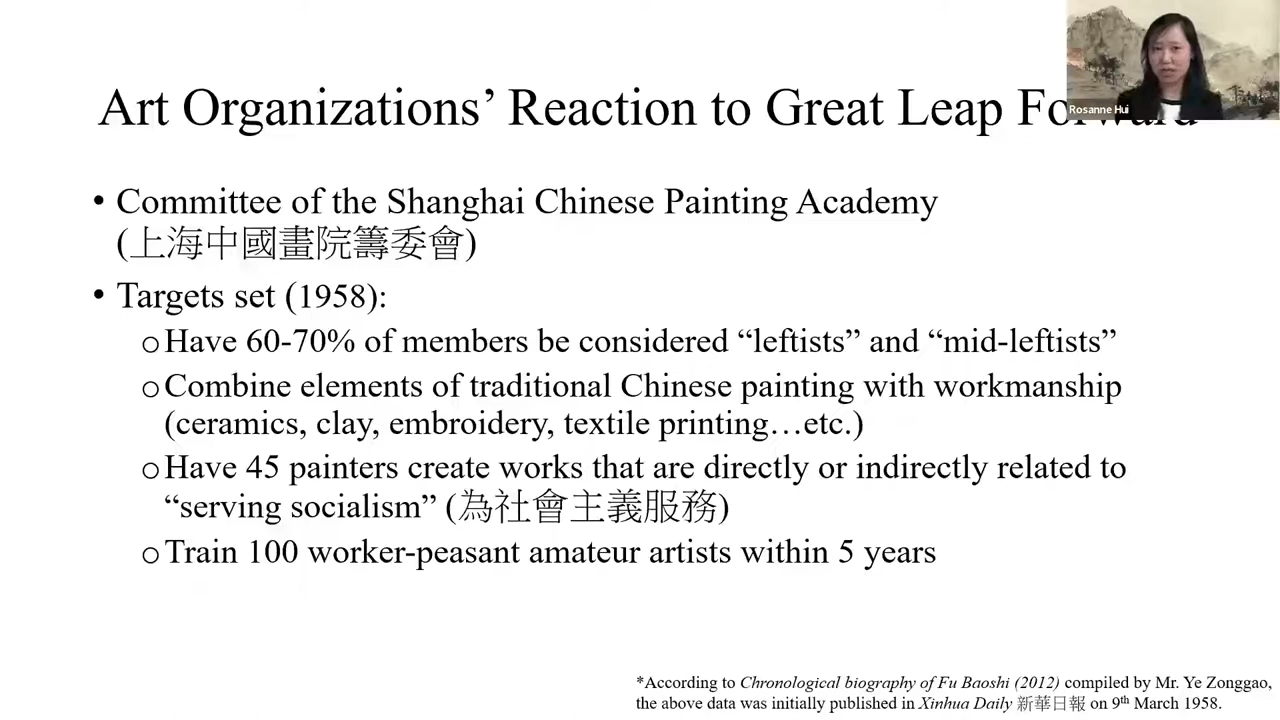 Art Organizations’ Reaction to Great Leap Forward
Rosanne Hui
• Committee of the Shanghai Chinese Painting Academy
(上海中國畫院籌委會)
• Targets set (1958):
o Have 60-70% of members be considered “leftists” and “mid-leftists”
o Combine elements of traditional Chinese painting with workmanship
(ceramics, clay, embroidery, textile printing…etc.)
o Have 45 painters create works that are directly or indirectly related to
“serving socialism” (為社會主義服務)
o Train 100 worker-peasant amateur artists within 5 years
*According to Chronological biography of Fu Baoshi (2012) compiled by Mr. Ye Zonggao,
the above data was initially published in Xinhua Daily 新華日報 on 9th March 1958.